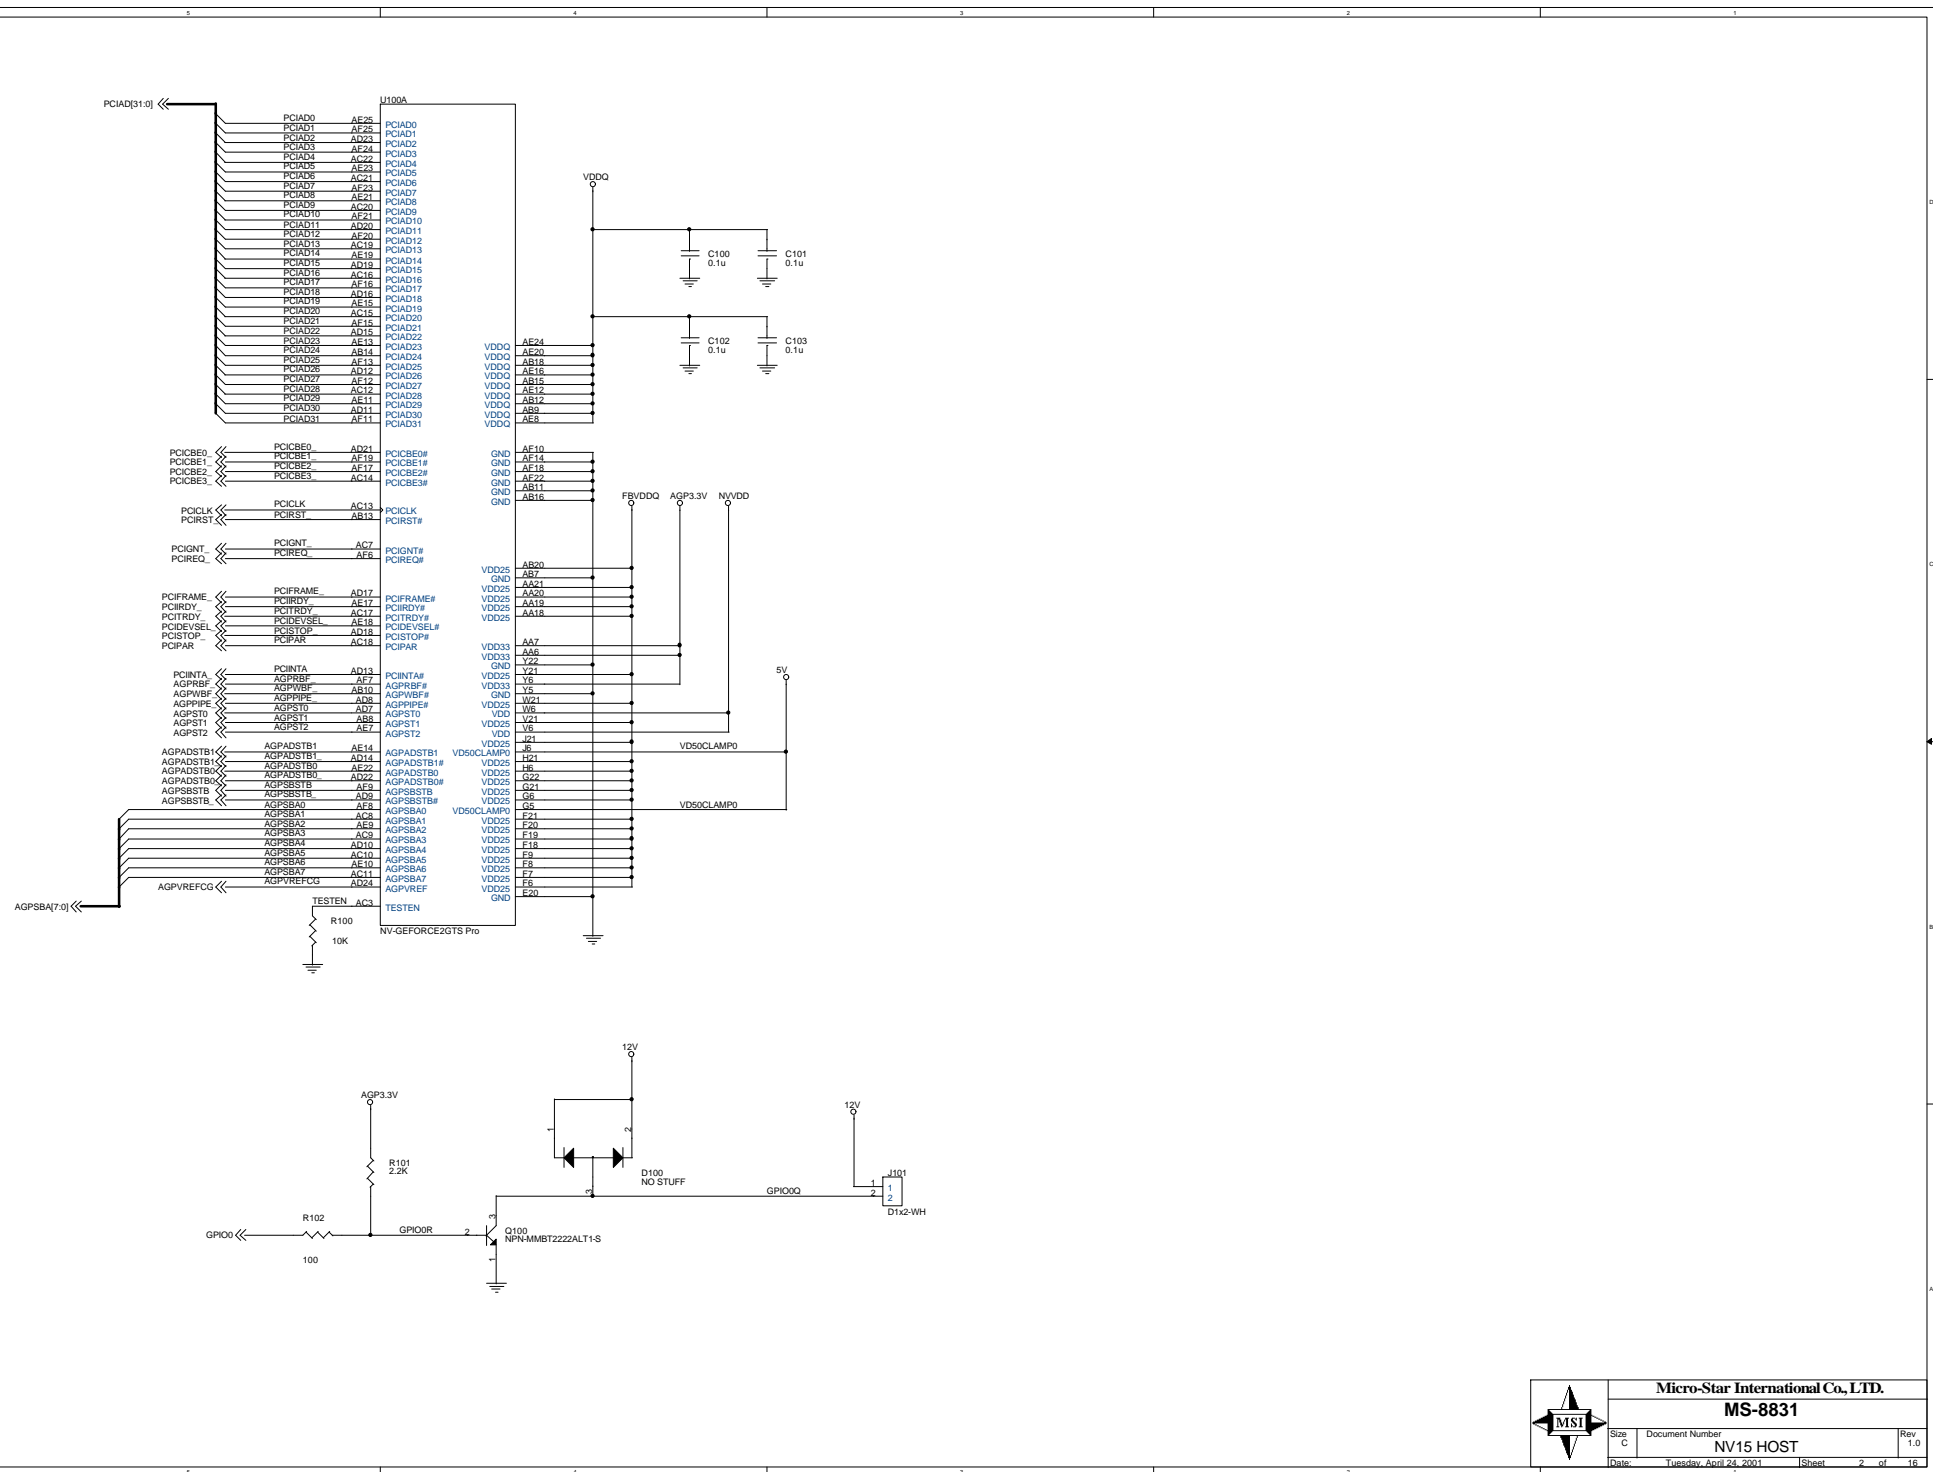 5 4 3 2 1
U100A
PCIAD[31:0]
PCIAD0 AE25 PCIAD0
PCIAD1 AF25 PCIAD1
PCIAD2 AD23 PCIAD2
PCIAD3 AF24 PCIAD3
PCIAD4 AC22 PCIAD4
PCIAD5 AE23 PCIAD5
PCIAD6 AC21 PCIAD6
PCIAD7 AF23 PCIAD7
PCIAD8 AE21 PCIAD8
PCIAD9 AC20 PCIAD9
PCIAD10 AF21 PCIAD10
PCIAD11 AD20 PCIAD11
PCIAD12 AF20 PCIAD12
PCIAD13 AC19 PCIAD13
PCIAD14 AE19 PCIAD14
PCIAD15 AD19 PCIAD15
PCIAD16 AC16 PCIAD16
PCIAD17 AF16 PCIAD17
PCIAD18 AD16 PCIAD18
PCIAD19 AE15 PCIAD19
PCIAD20 AC15 PCIAD20
PCIAD21 AF15 PCIAD21
PCIAD22 AD15 PCIAD22
PCIAD23 AE13 PCIAD23
PCIAD24 AB14 PCIAD24
PCIAD25 AF13 PCIAD25
PCIAD26 AD12 PCIAD26
PCIAD27 AF12 PCIAD27
PCIAD28 AC12 PCIAD28
PCIAD29 AE11 PCIAD29
PCIAD30 AD11 PCIAD30
PCIAD31 AF11 PCIAD31
PCICBE0_ PCICBE0_ AD21 PCICBE0#
PCICBE1_ PCICBE1_ AF19 PCICBE1#
PCICBE2_ PCICBE2_ AF17 PCICBE2#
PCICBE3_ PCICBE3_ AC14 PCICBE3#
PCICLK PCICLK AC13 PCICLK
PCIRST_ PCIRST_ AB13 PCIRST#
PCIGNT_ PCIGNT_ AC7 PCIGNT#
PCIREQ_ PCIREQ_ AF6 PCIREQ#
PCIFRAME_ PCIFRAME_ AD17 PCIFRAME#
PCIIRDY_ PCIIRDY_ AE17 PCIIRDY#
PCITRDY_ PCITRDY_ AC17 PCITRDY#
PCIDEVSEL_ PCIDEVSEL_ AE18 PCIDEVSEL#
PCISTOP_ PCISTOP_ AD18 PCISTOP#
PCIPAR PCIPAR AC18 PCIPAR
PCIINTA_ PCIINTA AD13 PCIINTA#
AGPRBF_ AGPRBF_ AF7 AGPRBF#
AGPWBF_ AGPWBF_ AB10 AGPWBF#
AGPPIPE_ AGPPIPE_ AD8 AGPPIPE#
AGPST0 AGPST0 AD7 AGPST0
AGPST1 AGPST1 AB8 AGPST1
AGPST2 AGPST2 AE7 AGPST2
AGPADSTB1 AGPADSTB1 AE14 AGPADSTB1
AGPADSTB1_ AGPADSTB1_ AD14 AGPADSTB1#
AGPADSTB0 AGPADSTB0 AE22 AGPADSTB0
AGPADSTB0_ AGPADSTB0_ AD22 AGPADSTB0#
AGPSBSTB AGPSBSTB AF9 AGPSBSTB
AGPSBSTB_ AGPSBSTB_ AD9 AGPSBSTB#
AGPSBA0 AF8 AGPSBA0
AGPSBA1 AC8 AGPSBA1
AGPSBA2 AE9 AGPSBA2
AGPSBA3 AC9 AGPSBA3
AGPSBA4 AD10 AGPSBA4
AGPSBA5 AC10 AGPSBA5
AGPSBA6 AE10 AGPSBA6
AGPSBA7 AC11 AGPSBA7
AGPVREFCG AGPVREFCG AD24 AGPVREF
AGPSBA[7:0]
TESTEN AC3 TESTEN
R100
10K
NV-GEFORCE2GTS Pro
VDDQ
C100
0.1u
C101
0.1u
C102
0.1u
C103
0.1u
VDDQ AE24
VDDQ AE20
VDDQ AB18
VDDQ AE16
VDDQ AB15
VDDQ AE12
VDDQ AB12
VDDQ AB9
VDDQ AE8
GND AF10
GND AF14
GND AF18
GND AF22
GND AB11
GND AB16
FBVDDQ AGP3.3V NVVDD
VDD25 AB20
GND AB7
VDD25 AA21
VDD25 AA20
VDD25 AA19
VDD25 AA18
VDD33 AA7
VDD33 AA6
GND Y22
VDD25 Y21
VDD33 Y6
GND Y5
VDD25 W21
VDD W6
VDD25 V21
VDD V6
VDD25 J21
VD50CLAMP0 J6 VD50CLAMP0
VDD25 H21
VDD25 H6
VDD25 G22
VDD25 G21
VDD25 G6
VD50CLAMP0 G5 VD50CLAMP0
VDD25 F21
VDD25 F20
VDD25 F19
VDD25 F18
VDD25 F9
VDD25 F8
VDD25 F7
VDD25 F6
GND E20
5V
12V
AGP3.3V
12V
1 2
R101
2.2K
D100
NO STUFF
3
GPIO0Q
J101
1 1
2 2
D1x2-WH
R102
GPIO0
100
GPIO0R
2
3
1
Q100
NPN-MMBT2222ALT1-S
D
C
B
A
MSI
Micro-Star International Co., LTD.
MS-8831
Size
C
Document Number
NV15 HOST
Rev
1.0
Date: Tuesday, April 24, 2001 Sheet 2 of 16